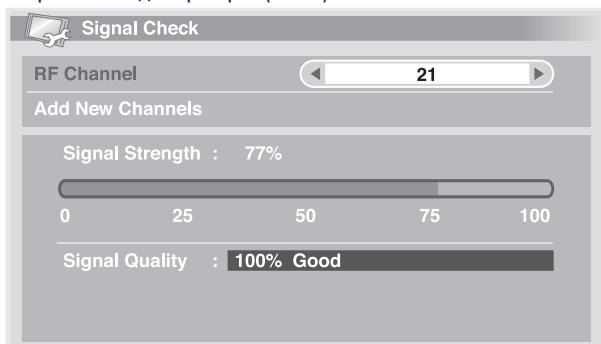 Signal Check
RF Channel 21
Add New Channels
Signal Strength : 77%
0 25 50 75 100
Signal Quality : 100% Good